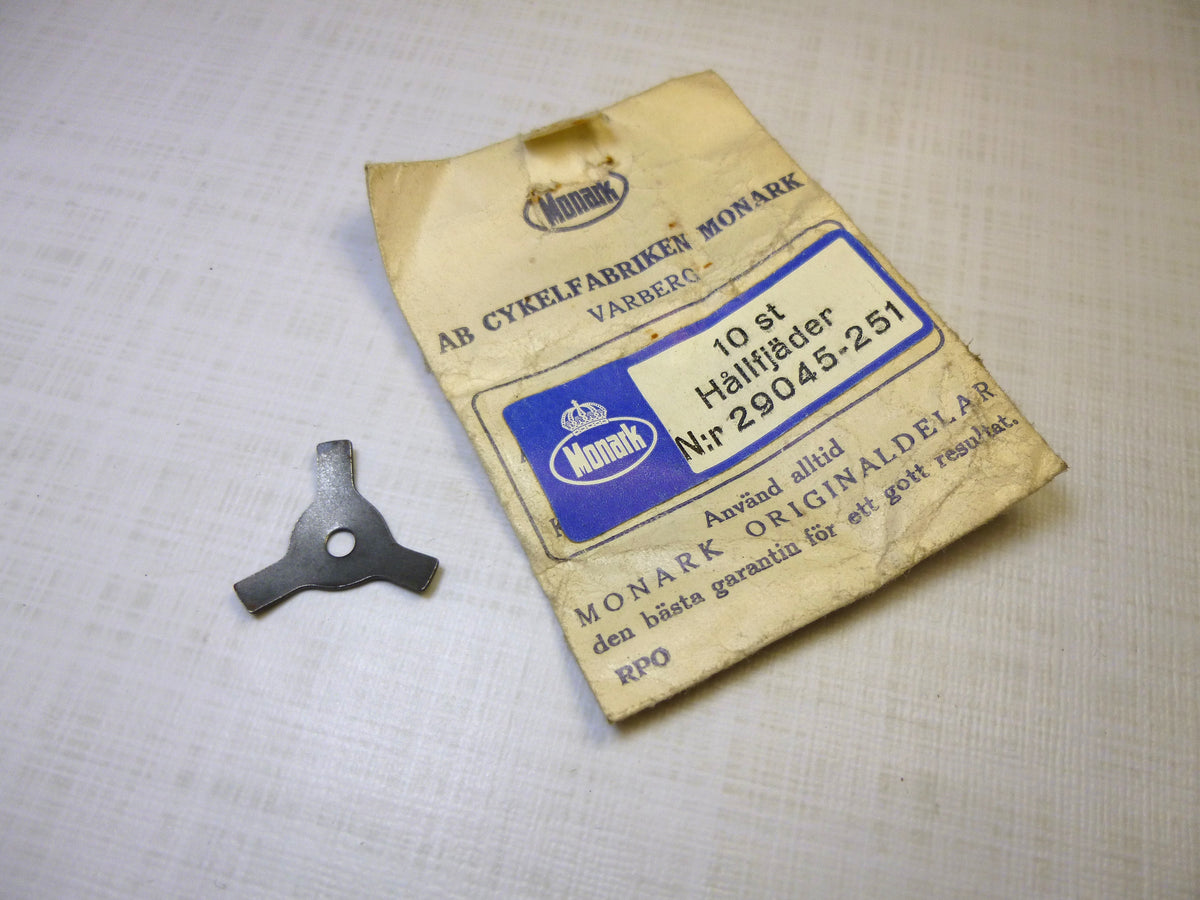 Monark
AB CYKELFABRIKEN MONARK
VARBERG
10 st
Hållfjäder
N:r 29045-251
Monark
Använd alltid
MONARK ORIGINALDELAR
den bästa garantin för ett gott resultat.
RPO